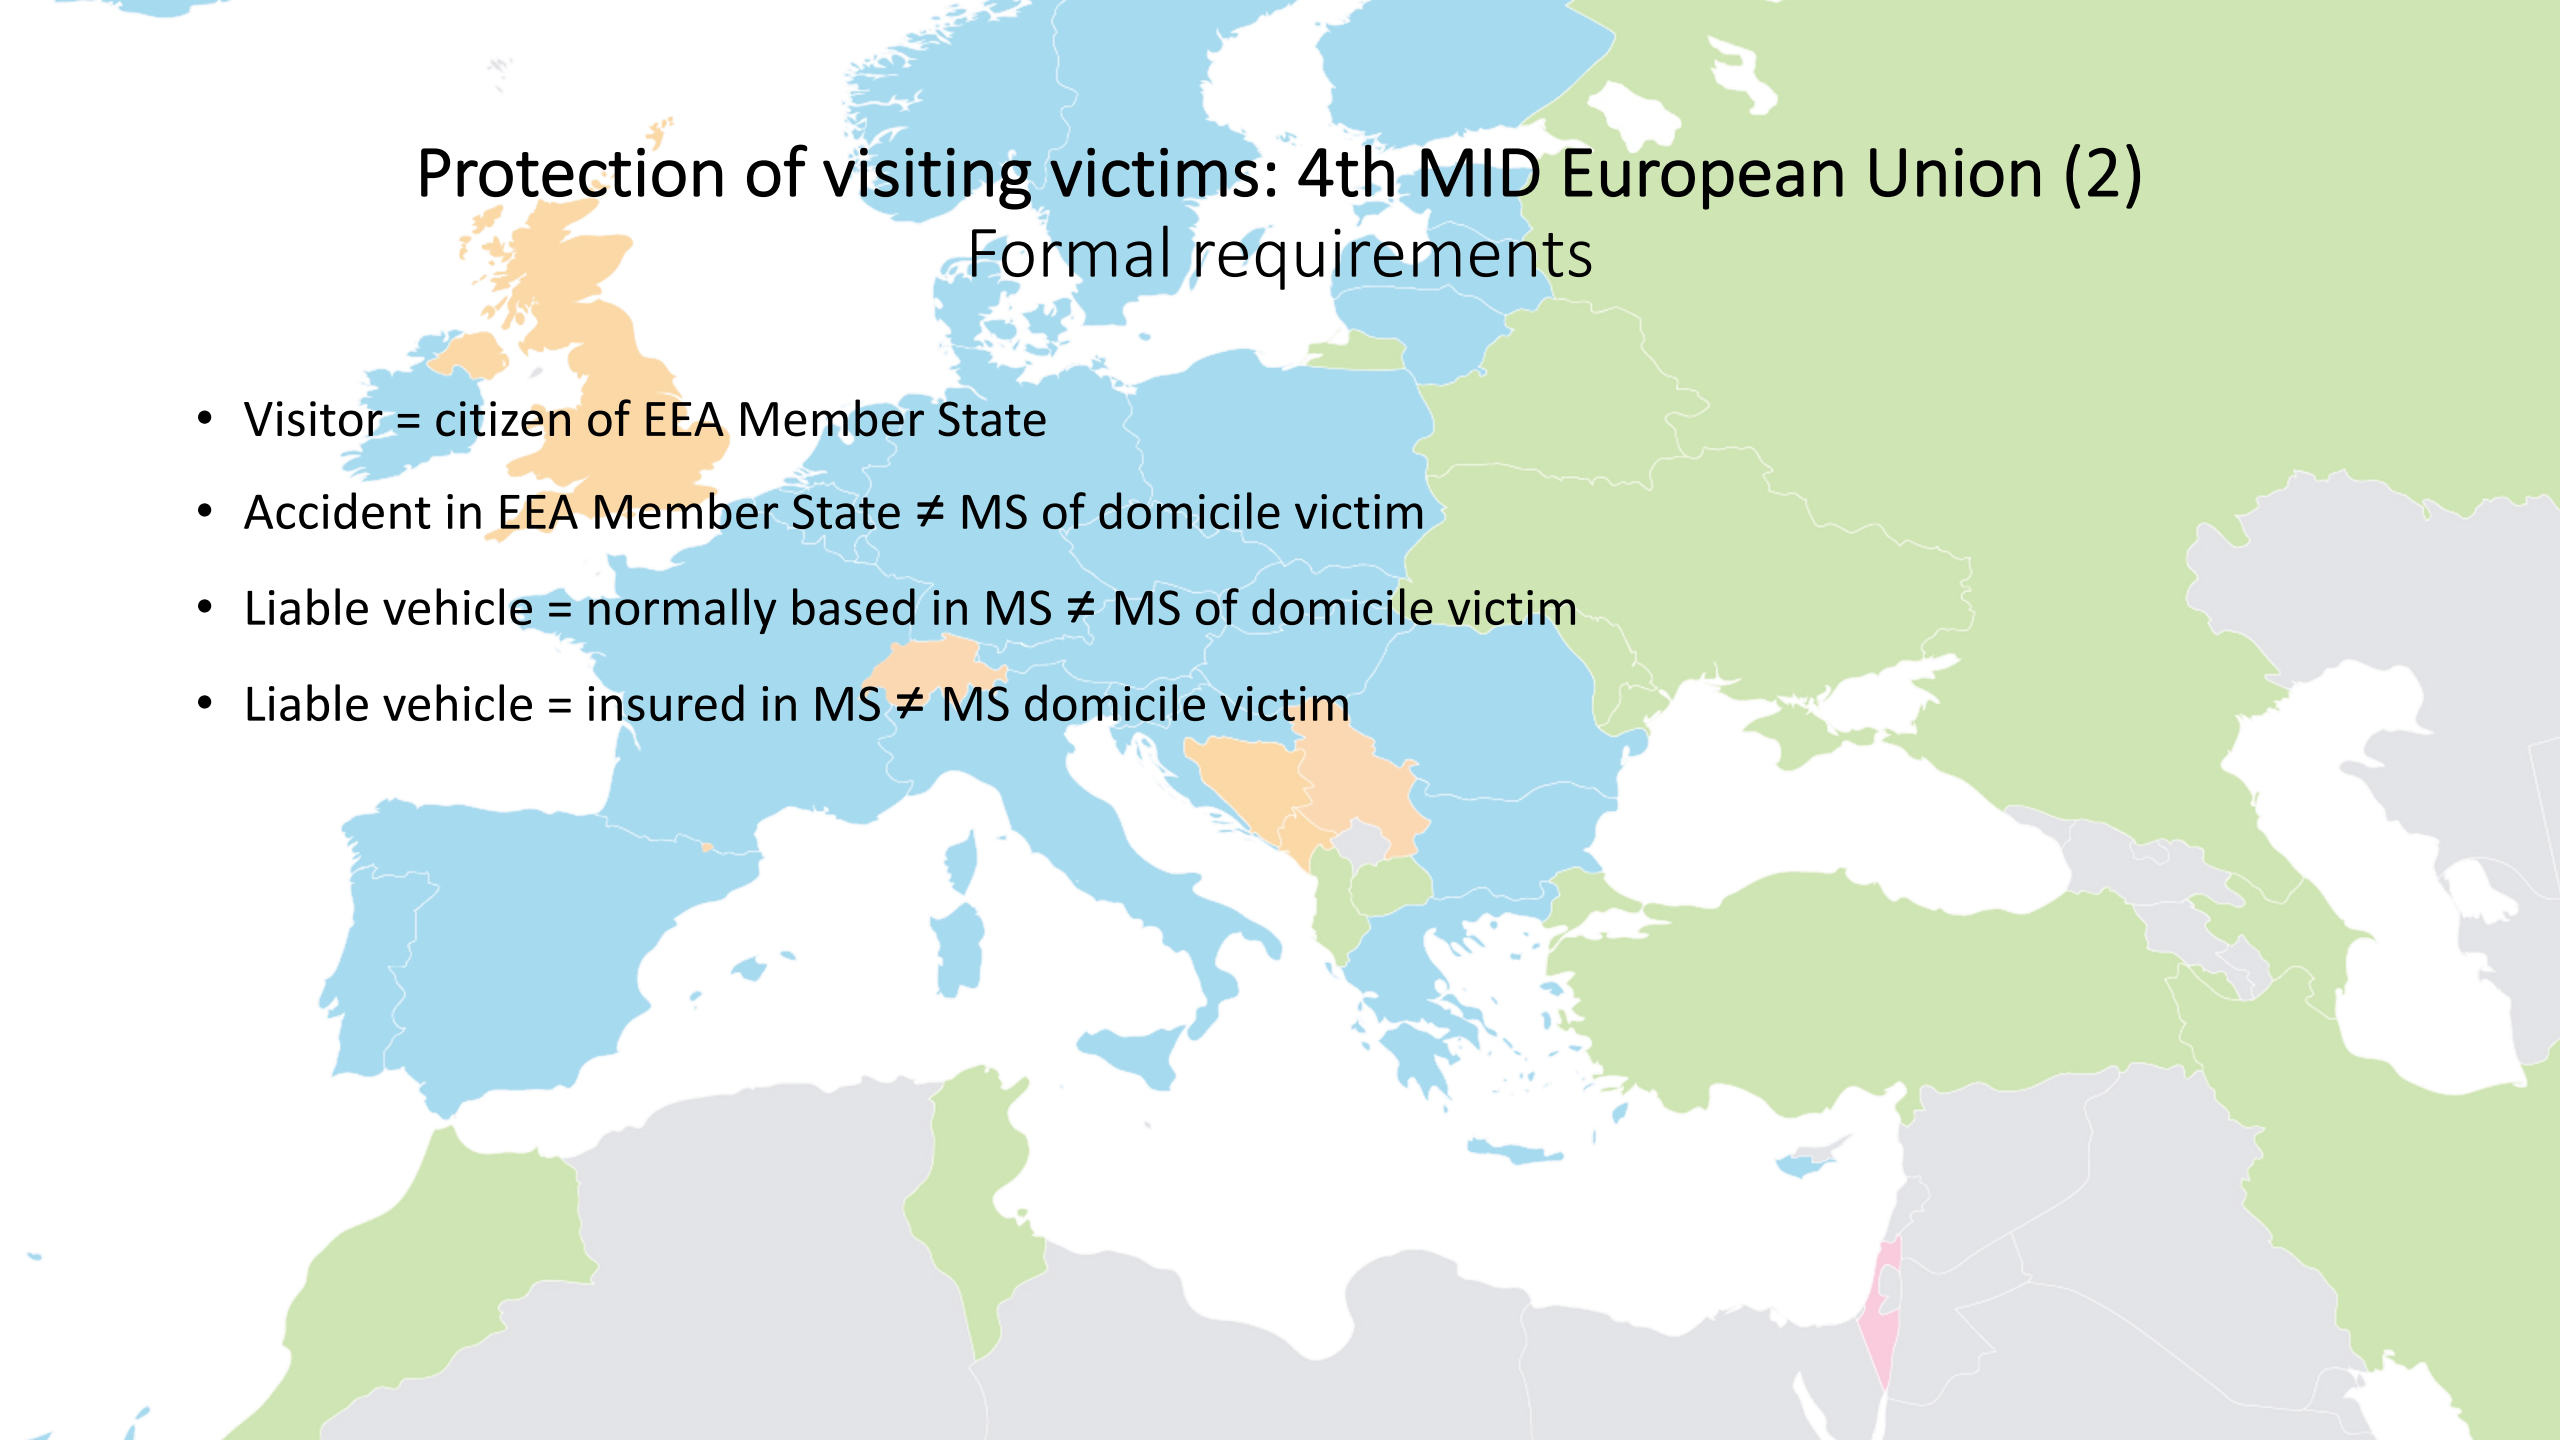 Protection of visiting victims: 4th MID European Union (2)
Formal requirements
• Visitor = citizen of EEA Member State
• Accident in EEA Member State ≠ MS of domicile victim
• Liable vehicle = normally based in MS ≠ MS of domicile victim
• Liable vehicle = insured in MS ≠ MS domicile victim